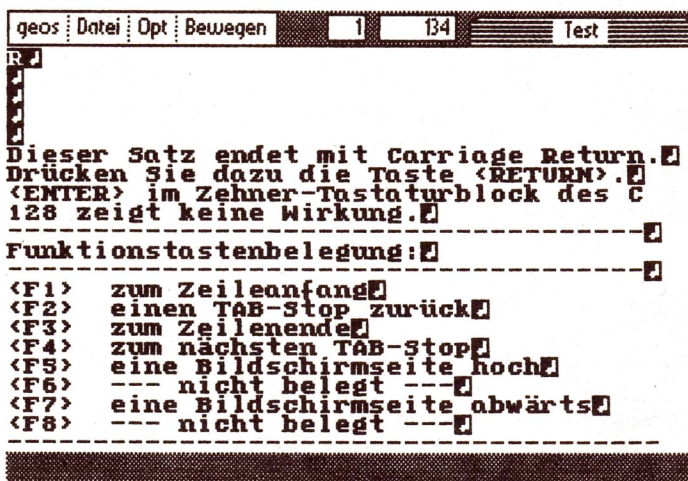 geos Datei Opt Bewegen 1 134 Test
R
Dieser Satz endet mit Carriage Return.
Drücken Sie dazu die Taste <RETURN>.
<ENTER> im Zehner-Tastaturblock des C
128 zeigt keine Wirkung.
---------------------------------------
Funktionstastenbelegung:
---------------------------------------
<F1> zum Zeileanfang
<F2> einen TAB-Stop zurück
<F3> zum Zeilenende
<F4> zum nächsten TAB-Stop
<F5> eine Bildschirmseite hoch
<F6> --- nicht belegt ---
<F7> eine Bildschirmseite abwärts
<F8> --- nicht belegt ---
----------------------------------------